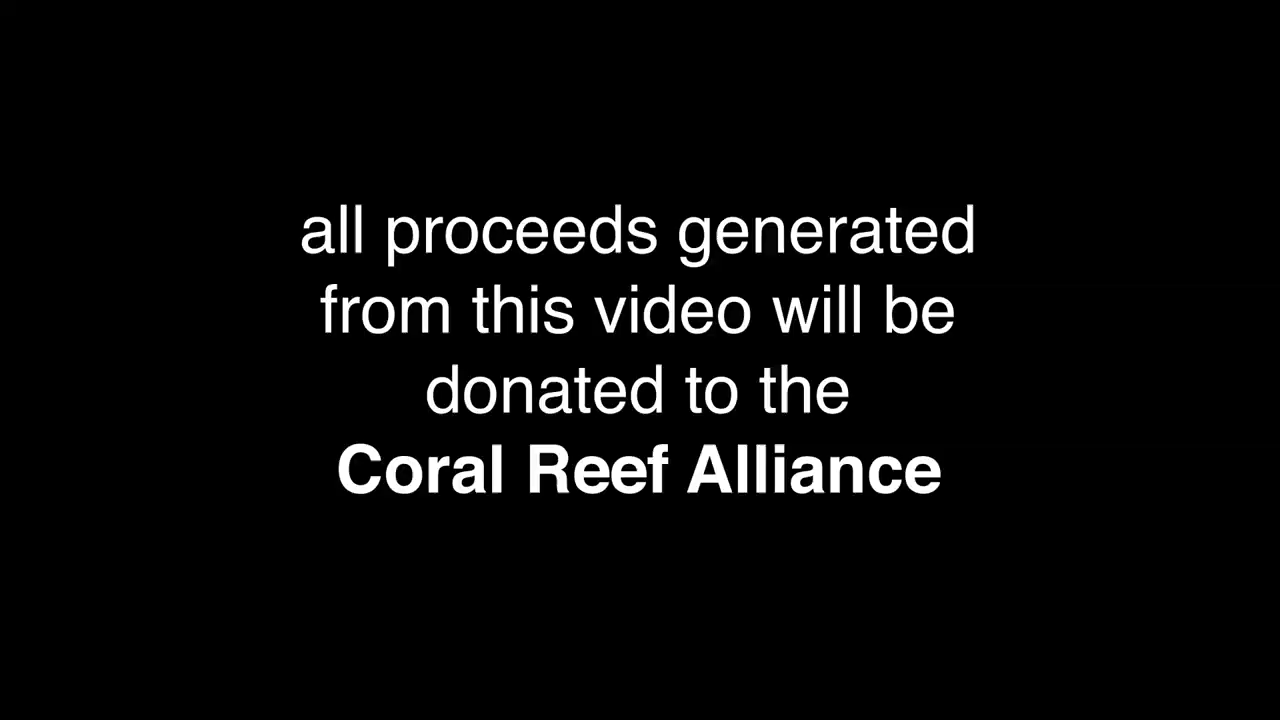 all proceeds generated
from this video will be
donated to the
Coral Reef Alliance